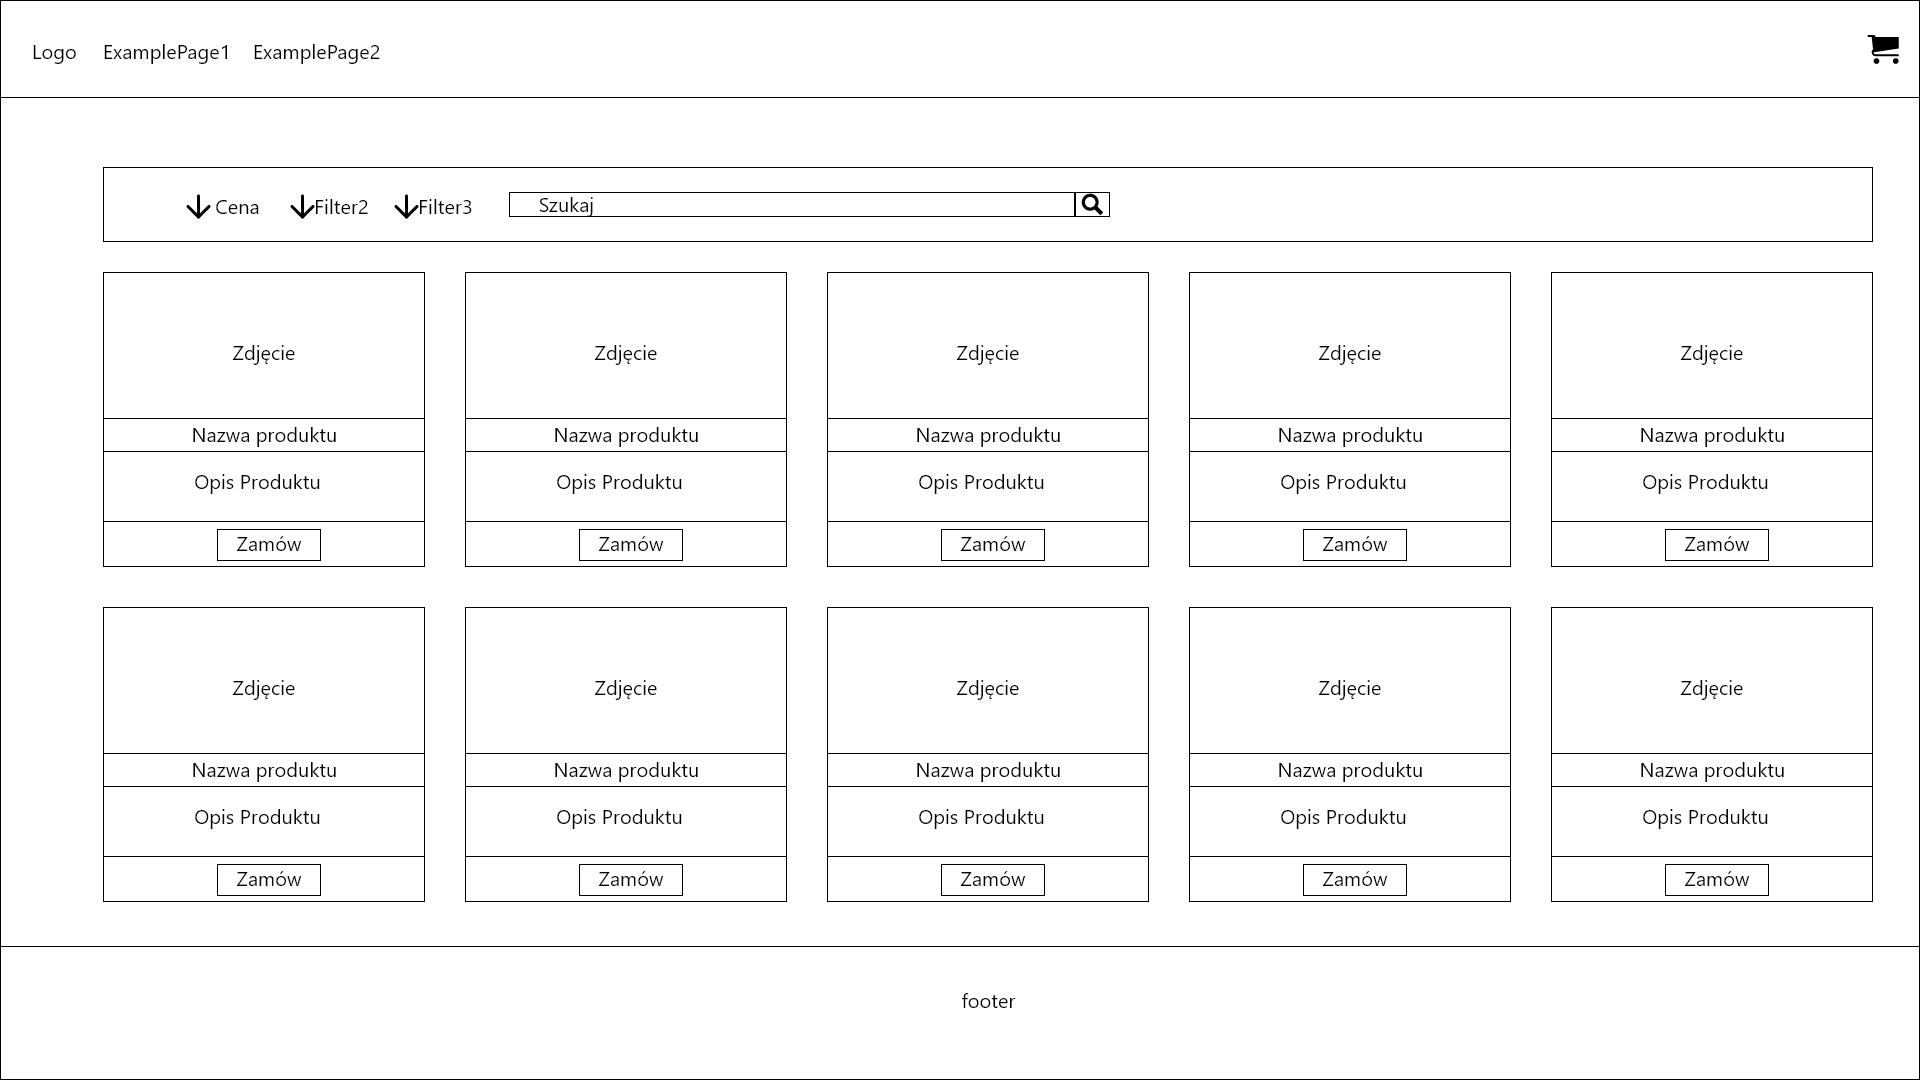 Logo ExamplePage1 ExamplePage2
Cena Filter2 Filter3 Szukaj
Zdjęcie Zdjęcie Zdjęcie Zdjęcie Zdjęcie
Nazwa produktu Nazwa produktu Nazwa produktu Nazwa produktu Nazwa produktu
Opis Produktu Opis Produktu Opis Produktu Opis Produktu Opis Produktu
Zamów Zamów Zamów Zamów Zamów
Zdjęcie Zdjęcie Zdjęcie Zdjęcie Zdjęcie
Nazwa produktu Nazwa produktu Nazwa produktu Nazwa produktu Nazwa produktu
Opis Produktu Opis Produktu Opis Produktu Opis Produktu Opis Produktu
Zamów Zamów Zamów Zamów Zamów
footer